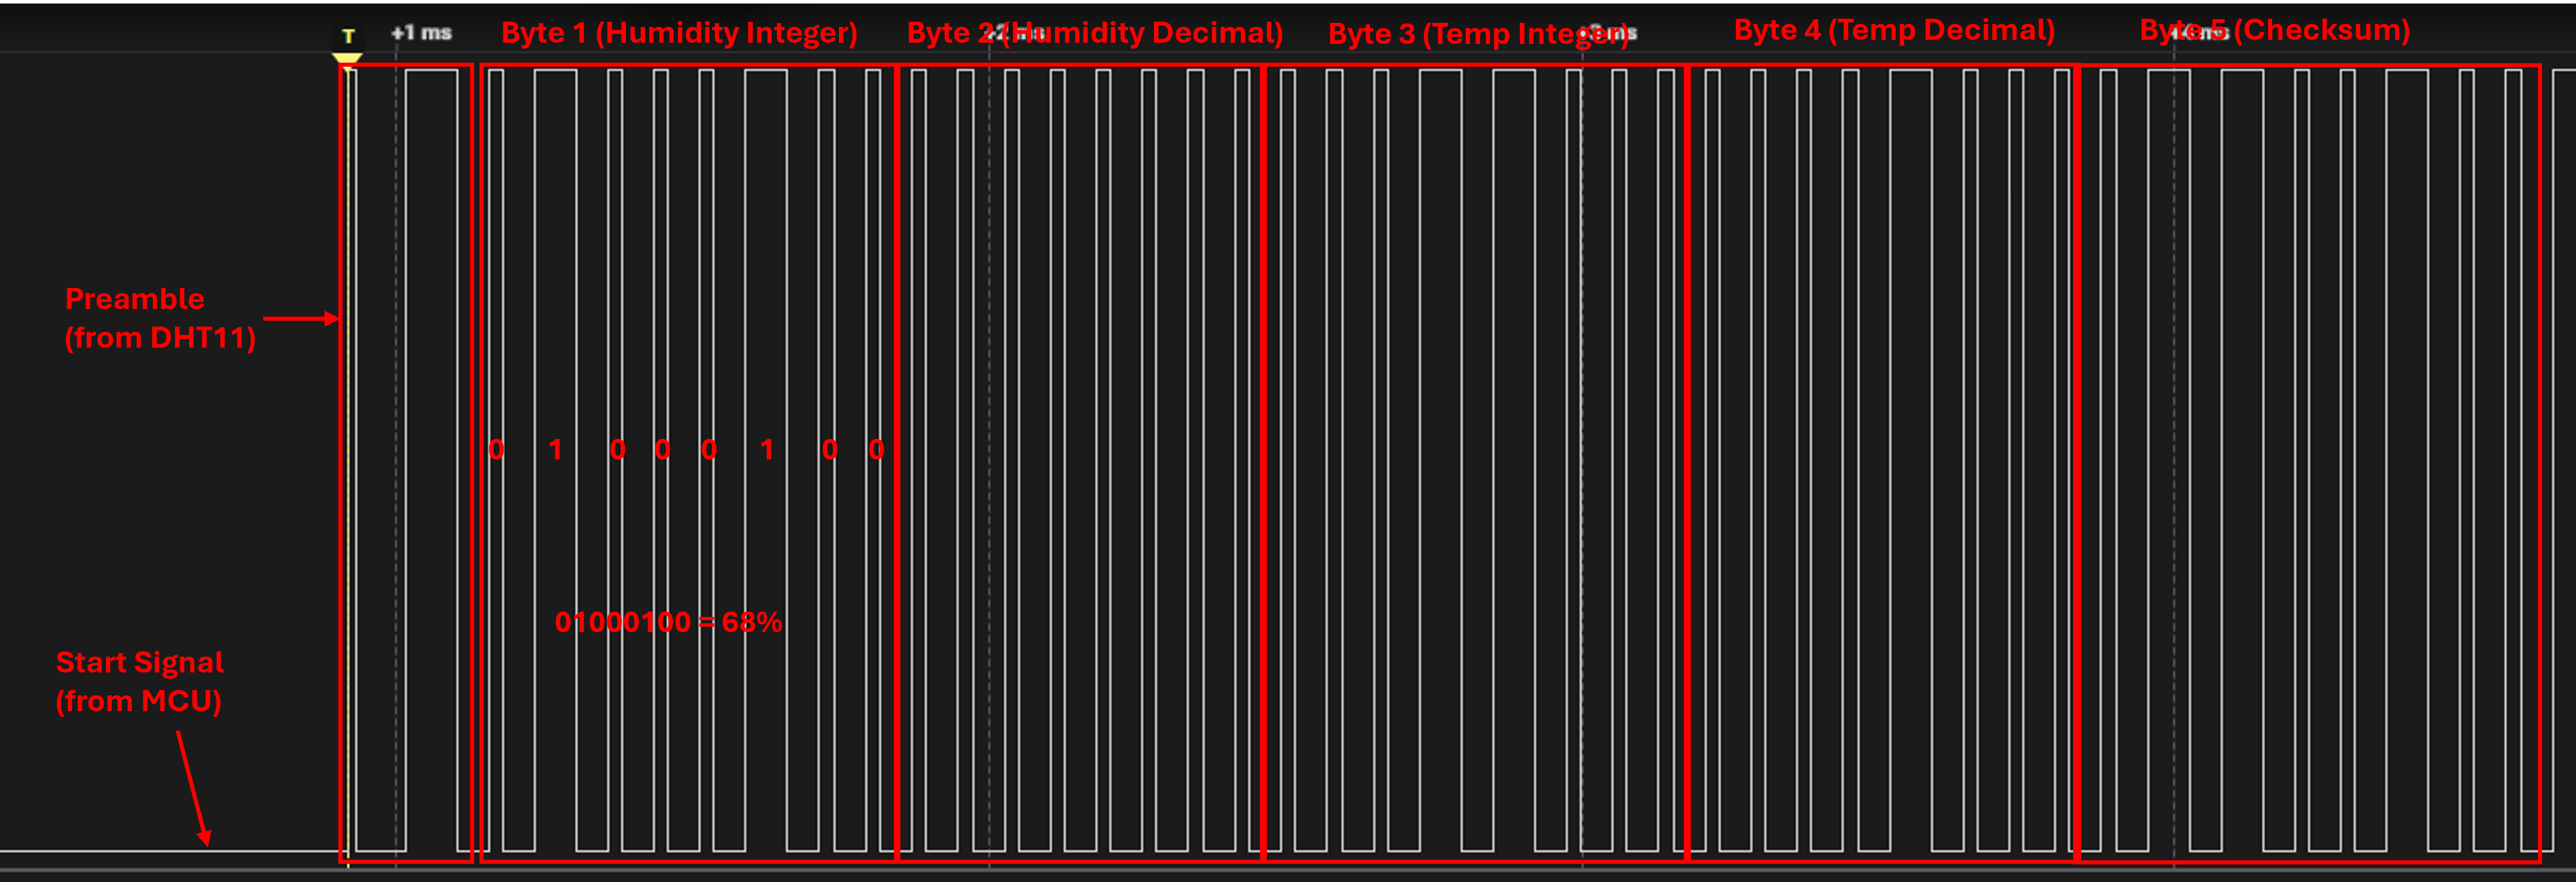 T
+1 ms
Byte 1 (Humidity Integer)
Byte 2 (Humidity Decimal)
Byte 3 (Temp Integer)
Byte 4 (Temp Decimal)
Byte 5 (Checksum)
Preamble
(from DHT11)
0 1 0 0 0 1 0 0
01000100 = 68%
Start Signal
(from MCU)